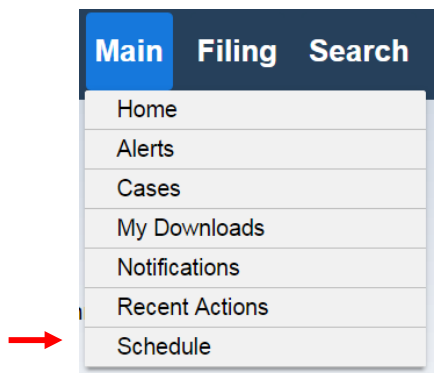 Main Filing Search
Home
Alerts
Cases
My Downloads
Notifications
Recent Actions
Schedule